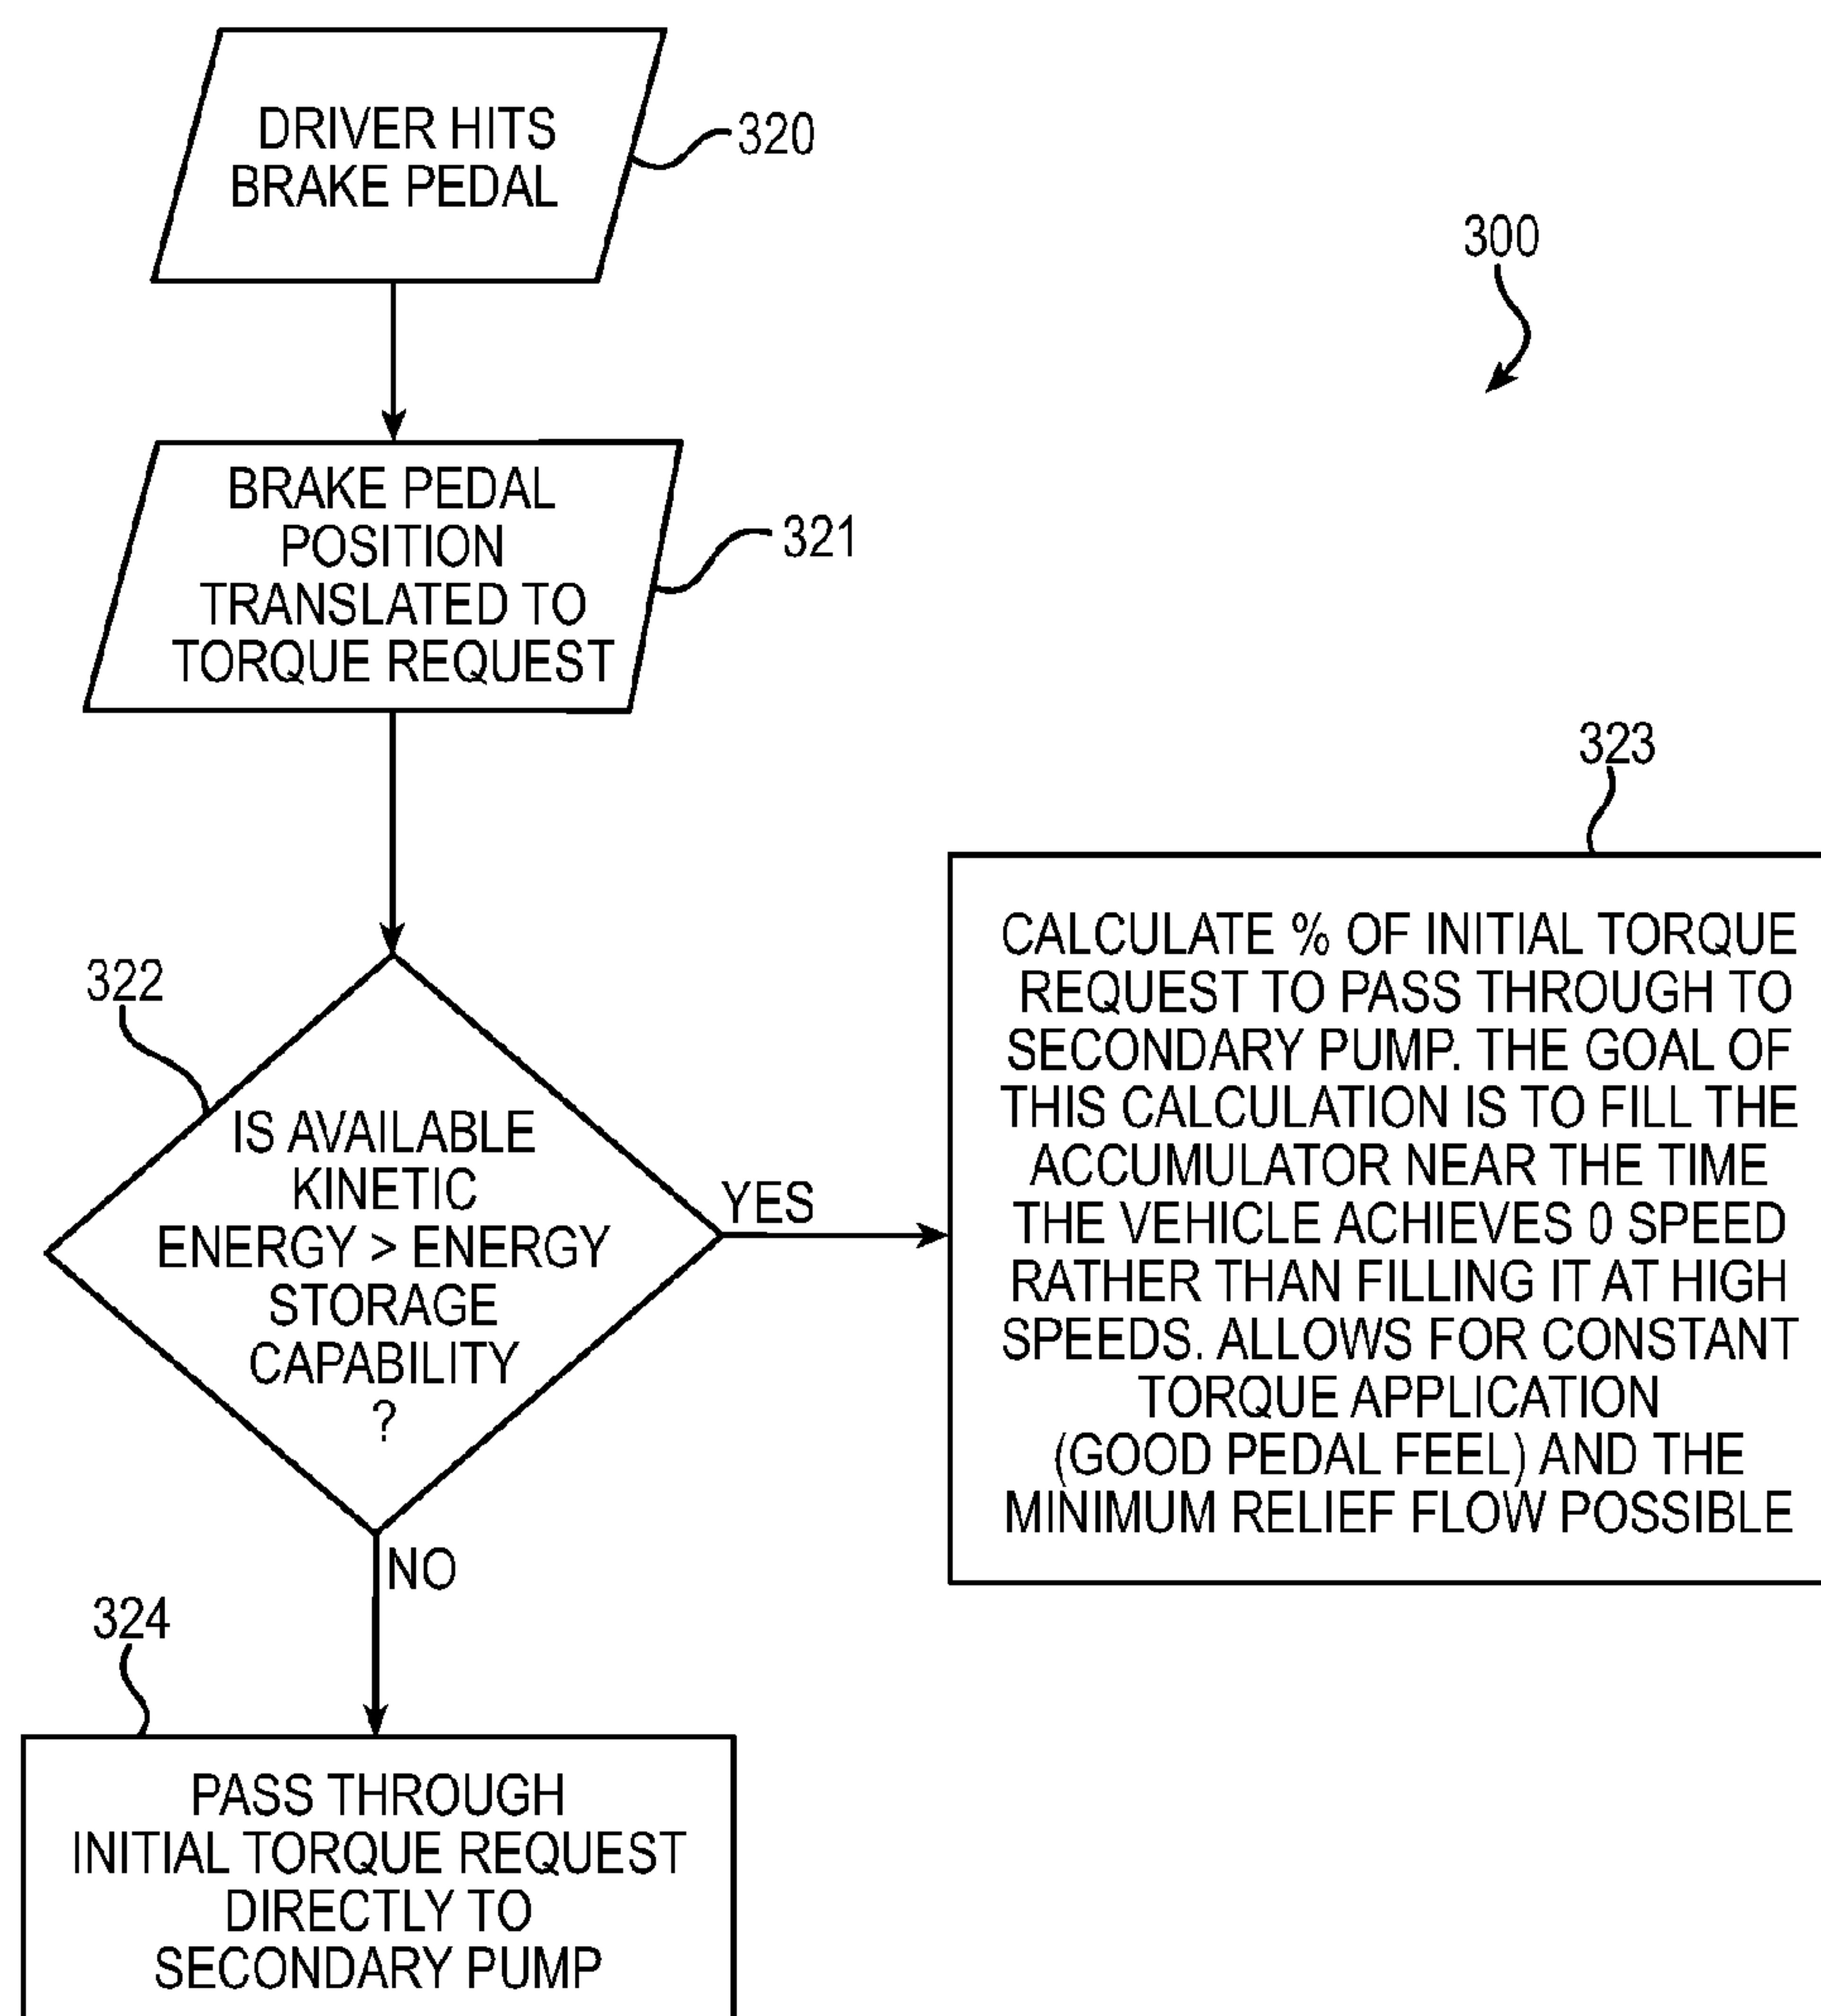 DRIVER HITS
BRAKE PEDAL
320
300
BRAKE PEDAL
POSITION
TRANSLATED TO
TORQUE REQUEST
321
322
IS AVAILABLE
KINETIC
ENERGY > ENERGY
STORAGE
CAPABILITY
?
YES
NO
323
CALCULATE % OF INITIAL TORQUE
REQUEST TO PASS THROUGH TO
SECONDARY PUMP. THE GOAL OF
THIS CALCULATION IS TO FILL THE
ACCUMULATOR NEAR THE TIME
THE VEHICLE ACHIEVES 0 SPEED
RATHER THAN FILLING IT AT HIGH
SPEEDS. ALLOWS FOR CONSTANT
TORQUE APPLICATION
(GOOD PEDAL FEEL) AND THE
MINIMUM RELIEF FLOW POSSIBLE
324
PASS THROUGH
INITIAL TORQUE REQUEST
DIRECTLY TO
SECONDARY PUMP